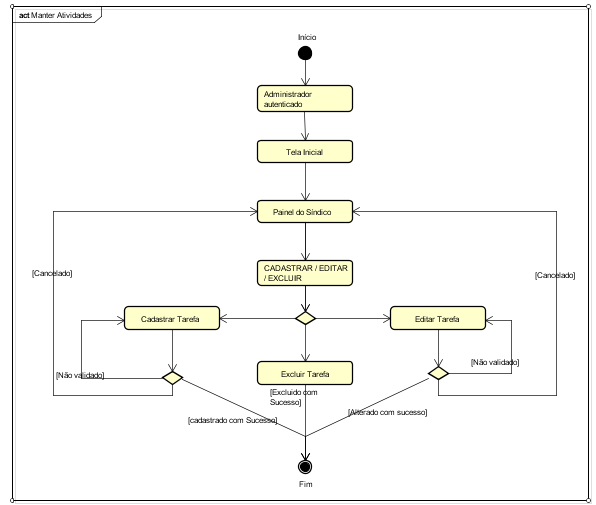 act Manter Atividades
Início
Administrador
autenticado
Tela Inicial
Painel do Síndico
[Cancelado]
[Cancelado]
CADASTRAR / EDITAR
/ EXCLUIR
Cadastrar Tarefa
Editar Tarefa
[Não validado]
[Não validado]
Excluir Tarefa
[Excluido com
Sucesso]
[cadastrado com Sucesso]
[Alterado com sucesso]
Fim